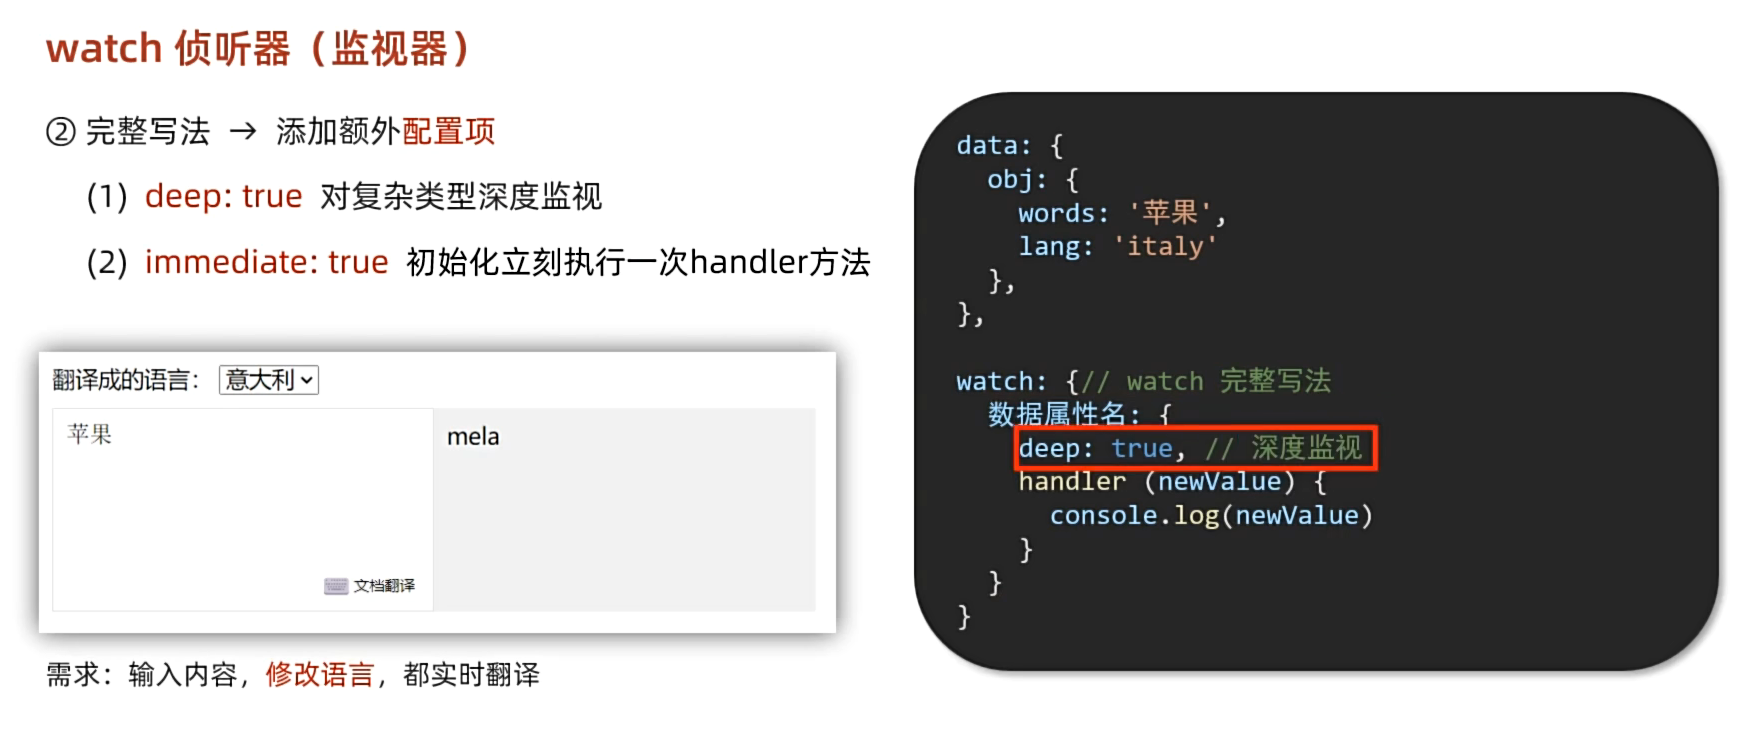 watch 侦听器（监视器）
② 完整写法 → 添加额外配置项
(1) deep: true 对复杂类型深度监视
(2) immediate: true 初始化立刻执行一次handler方法
翻译成的语言： 意大利
苹果
mela
文档翻译
需求：输入内容，修改语言，都实时翻译
data: {
  obj: {
    words: '苹果',
    lang: 'italy'
  },
},
watch: {// watch 完整写法
  数据属性名: {
    deep: true, // 深度监视
    handler (newValue) {
      console.log(newValue)
    }
  }
}